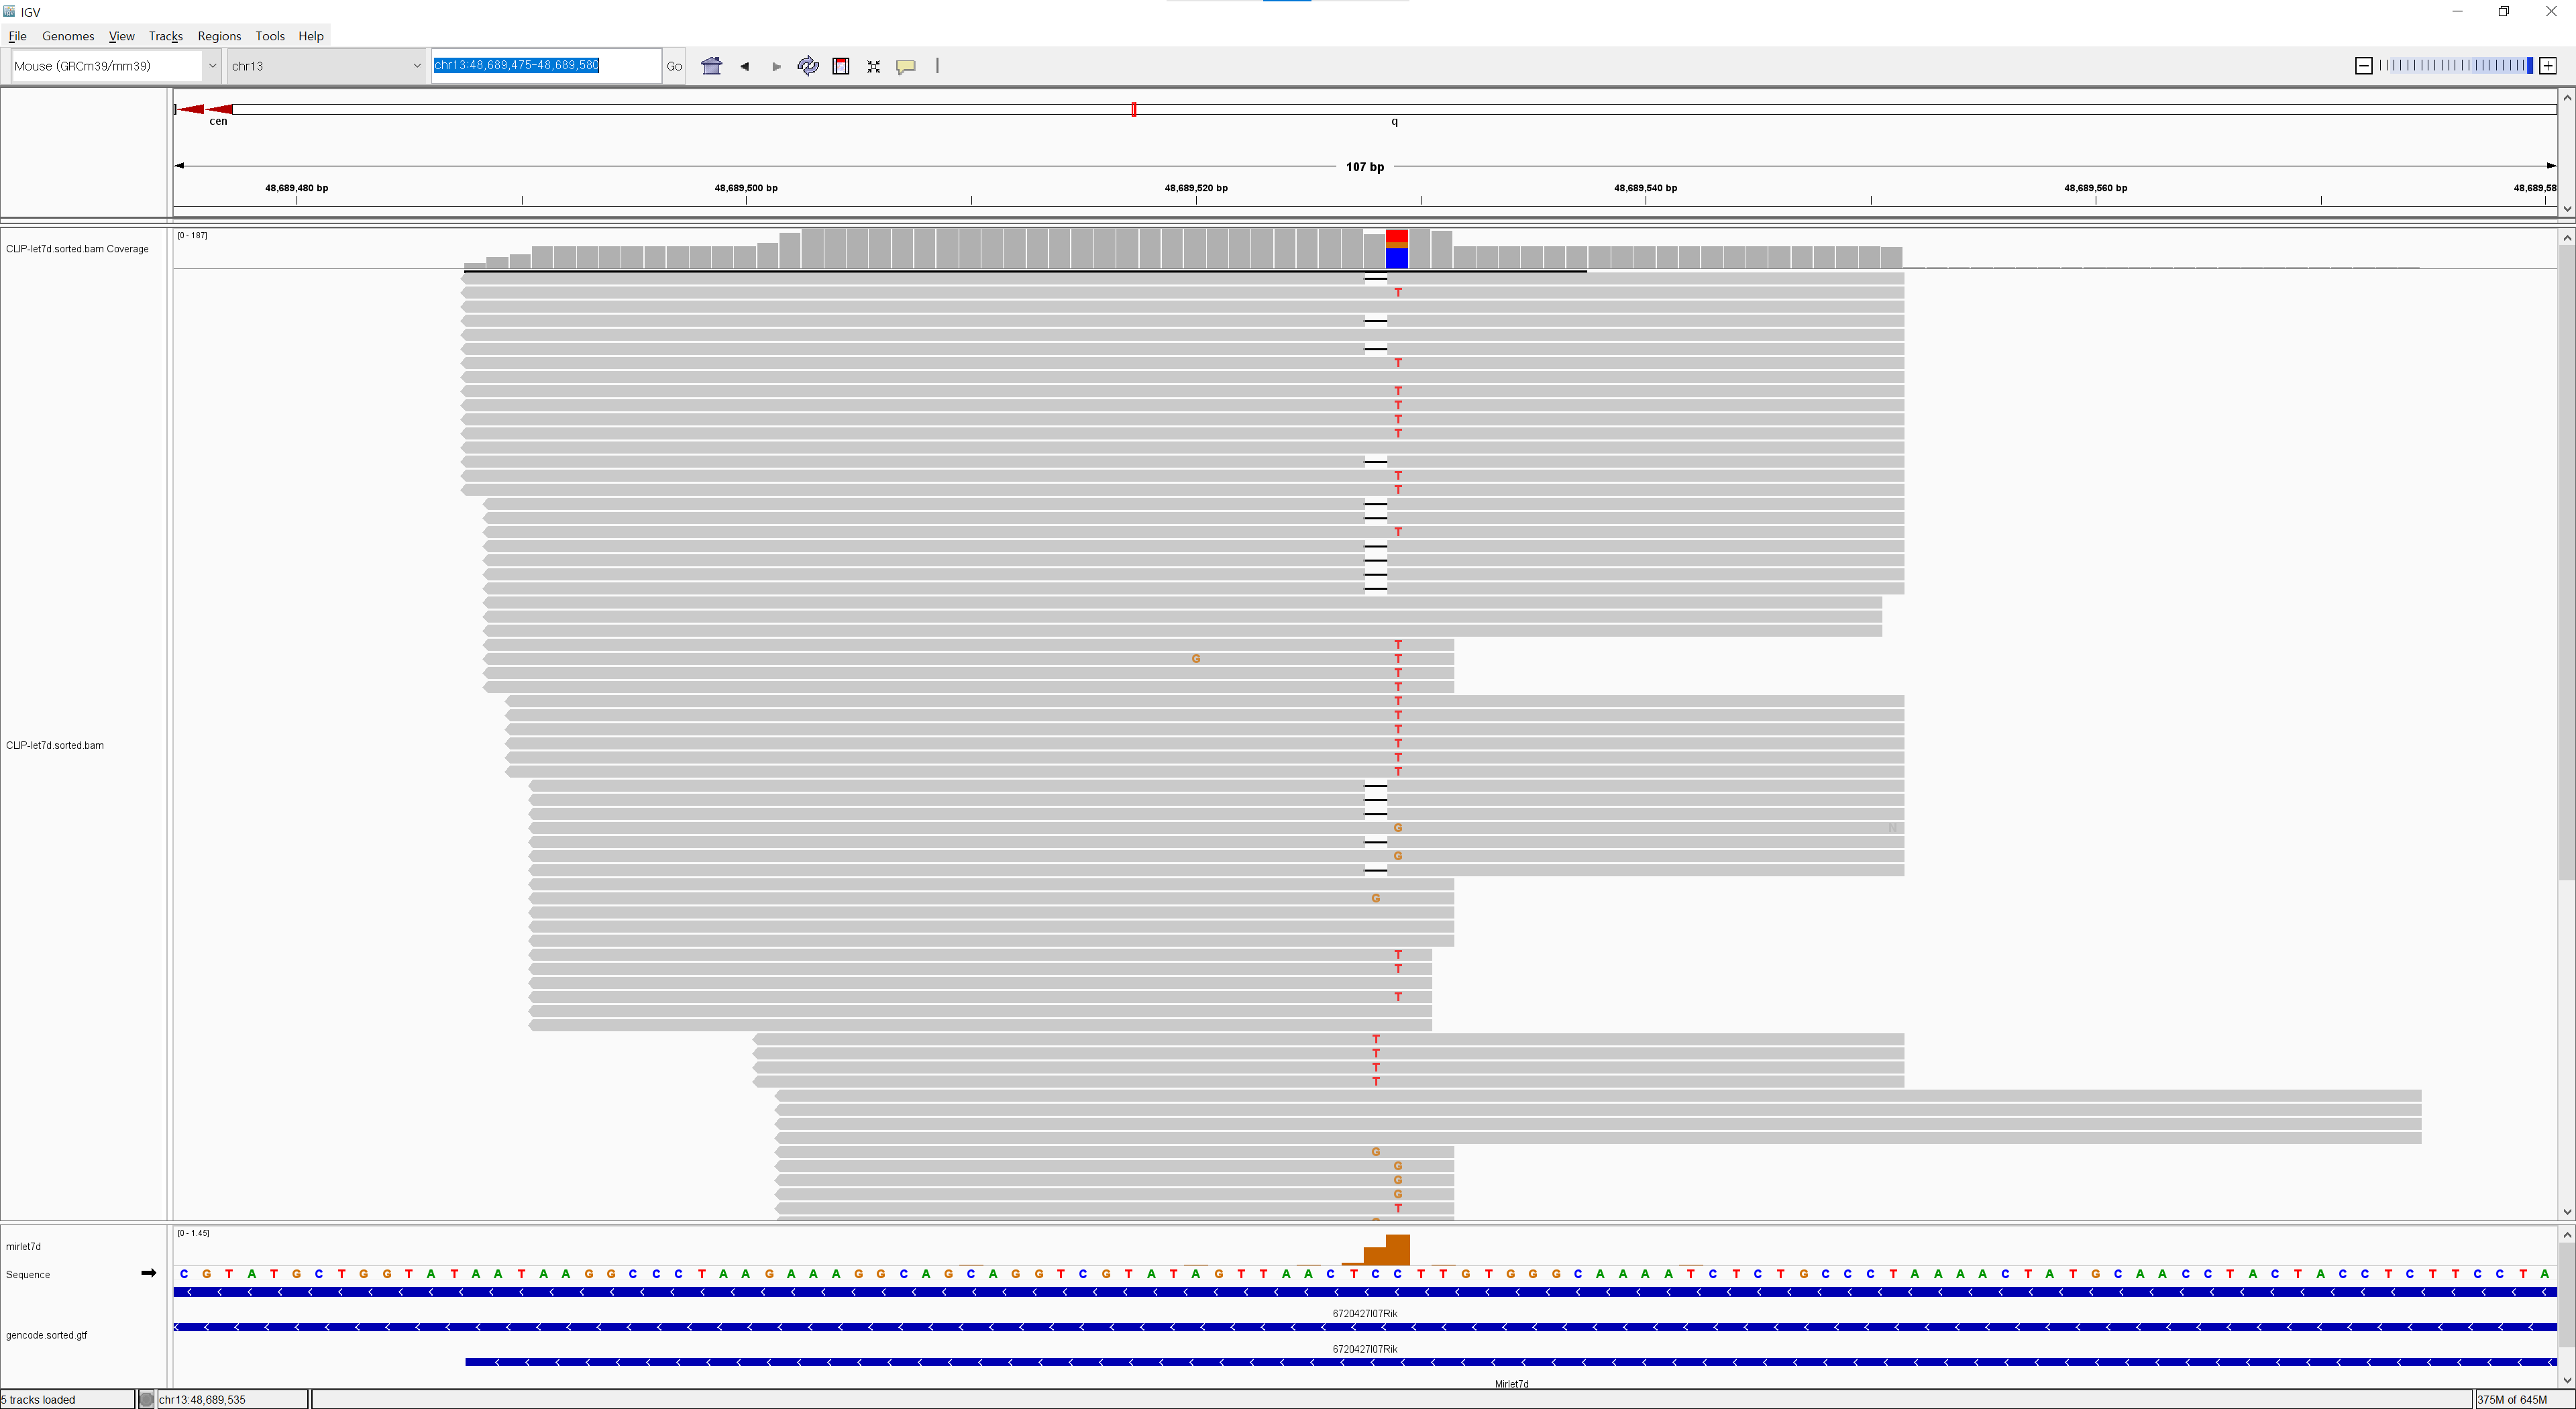 IGV
File Genomes View Tracks Regions Tools Help
Mouse (GRCm39/mm39) chr13 chr13:48,689,475-48,689,580 Go
cen
q
107 bp
48,689,480 bp 48,689,500 bp 48,689,520 bp 48,689,540 bp 48,689,560 bp 48,689,58
[0 - 187]
CLIP-let7d.sorted.bam Coverage
T
T
T
T
T
T
T
T
T
T
G T
T
T
T
T
T
T
T
T
CLIP-let7d.sorted.bam
G N
G
G
T
T
T
T
T
T
T
G
G
G
G
T
[0 - 1.45]
mirlet7d
Sequence C G T A T G C T G G T A T A A T A A G G C C C T A A G A A A G G C A G C A G G T C G T A T A G T T A A C T C C T T G T G G G C A A A A T C T C T G C C C T A A A A C T A T G C A A C C T A C T A C C T C T T C C T A
6720427I07Rik
gencode.sorted.gtf
6720427I07Rik
Mirlet7d
5 tracks loaded chr13:48,689,535 375M of 645M